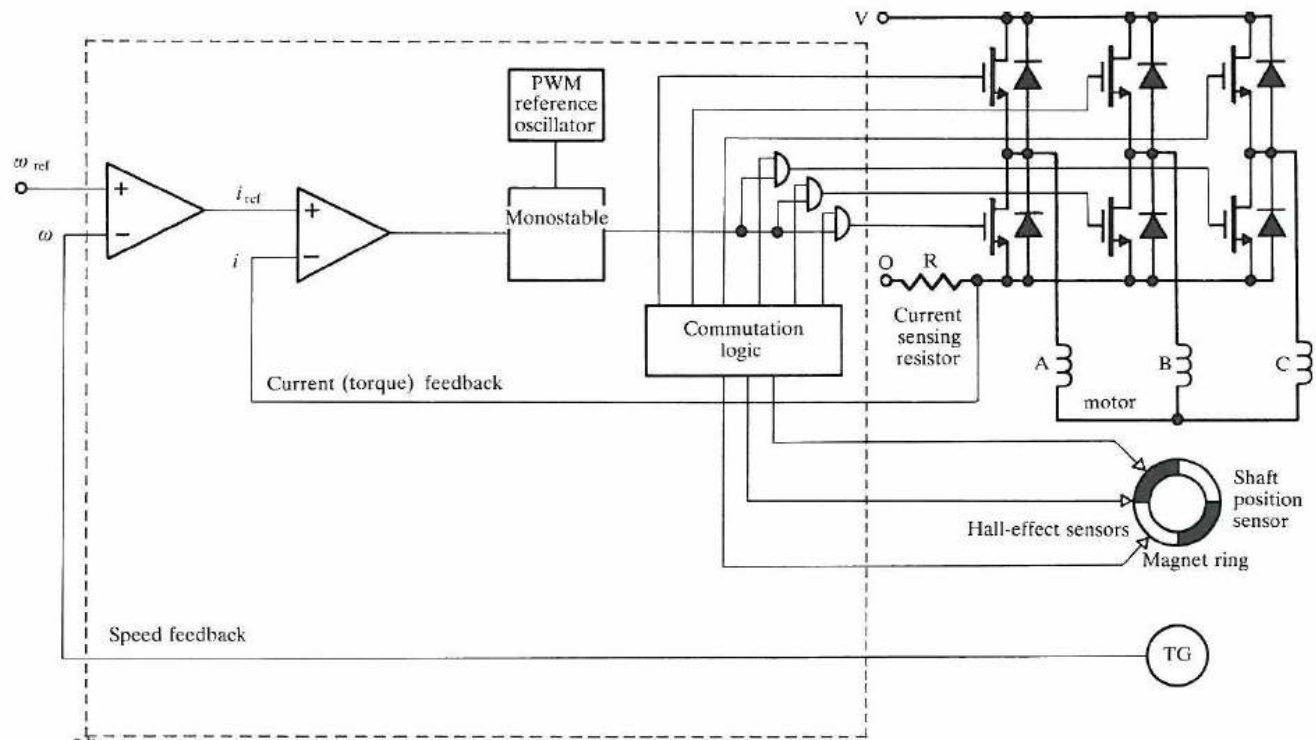 V
PWM
reference
oscillator
ω ref
+
i ref
+
Monostable
ω
−
i
−
O
R
Current
sensing
resistor
Commutation
logic
A
B
C
Current (torque) feedback
motor
Shaft
position
sensor
Hall-effect sensors
Magnet ring
Speed feedback
TG